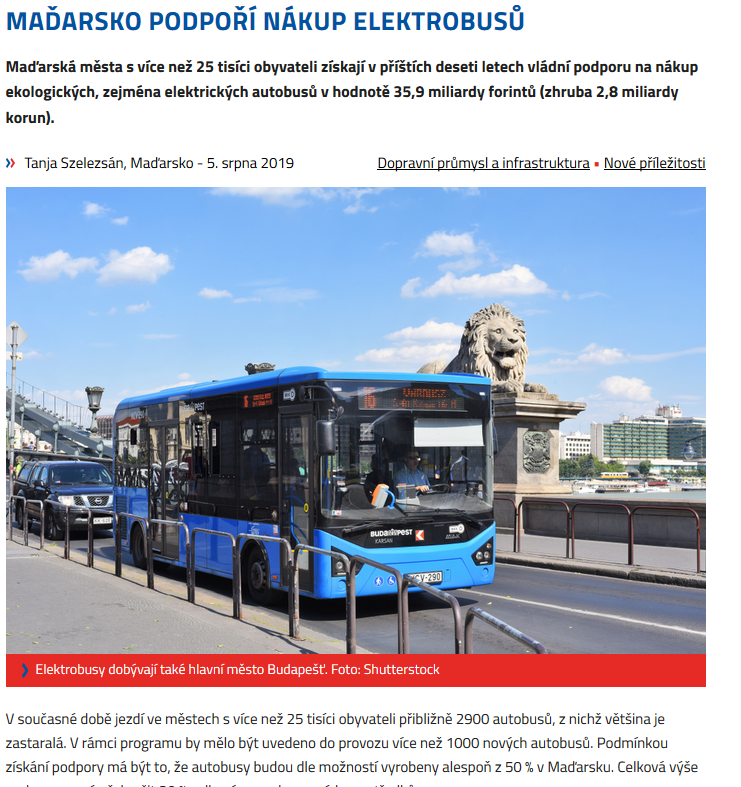 MAĎARSKO PODPOŘÍ NÁKUP ELEKTROBUSŮ
Maďarská města s více než 25 tisíci obyvateli získají v příštích deseti letech vládní podporu na nákup
ekologických, zejména elektrických autobusů v hodnotě 35,9 miliardy forintů (zhruba 2,8 miliardy
korun).
Tanja Szelezsán, Maďarsko - 5. srpna 2019
Dopravní průmysl a infrastruktura ▪ Nové příležitosti
16
BUDAPEST
KARSAN
-290
❯ Elektrobusy dobývají také hlavní město Budapešť. Foto: Shutterstock
V současné době jezdí ve městech s více než 25 tisíci obyvateli přibližně 2900 autobusů, z nichž většina je
zastaralá. V rámci programu by mělo být uvedeno do provozu více než 1000 nových autobusů. Podmínkou
získání podpory má být to, že autobusy budou dle možností vyrobeny alespoň z 50 % v Maďarsku. Celková výše